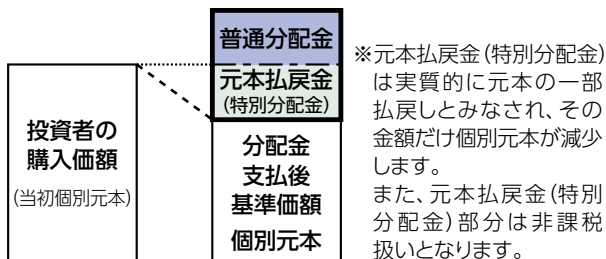 普通分配金
元本払戻金
(特別分配金)
投資者の
購入価額
(当初個別元本)
分配金
支払後
基準価額
個別元本
※元本払戻金(特別分配金)
は実質的に元本の一部
払戻しとみなされ、その
金額だけ個別元本が減少
します。
また、元本払戻金(特別
分配金)部分は非課税
扱いとなります。